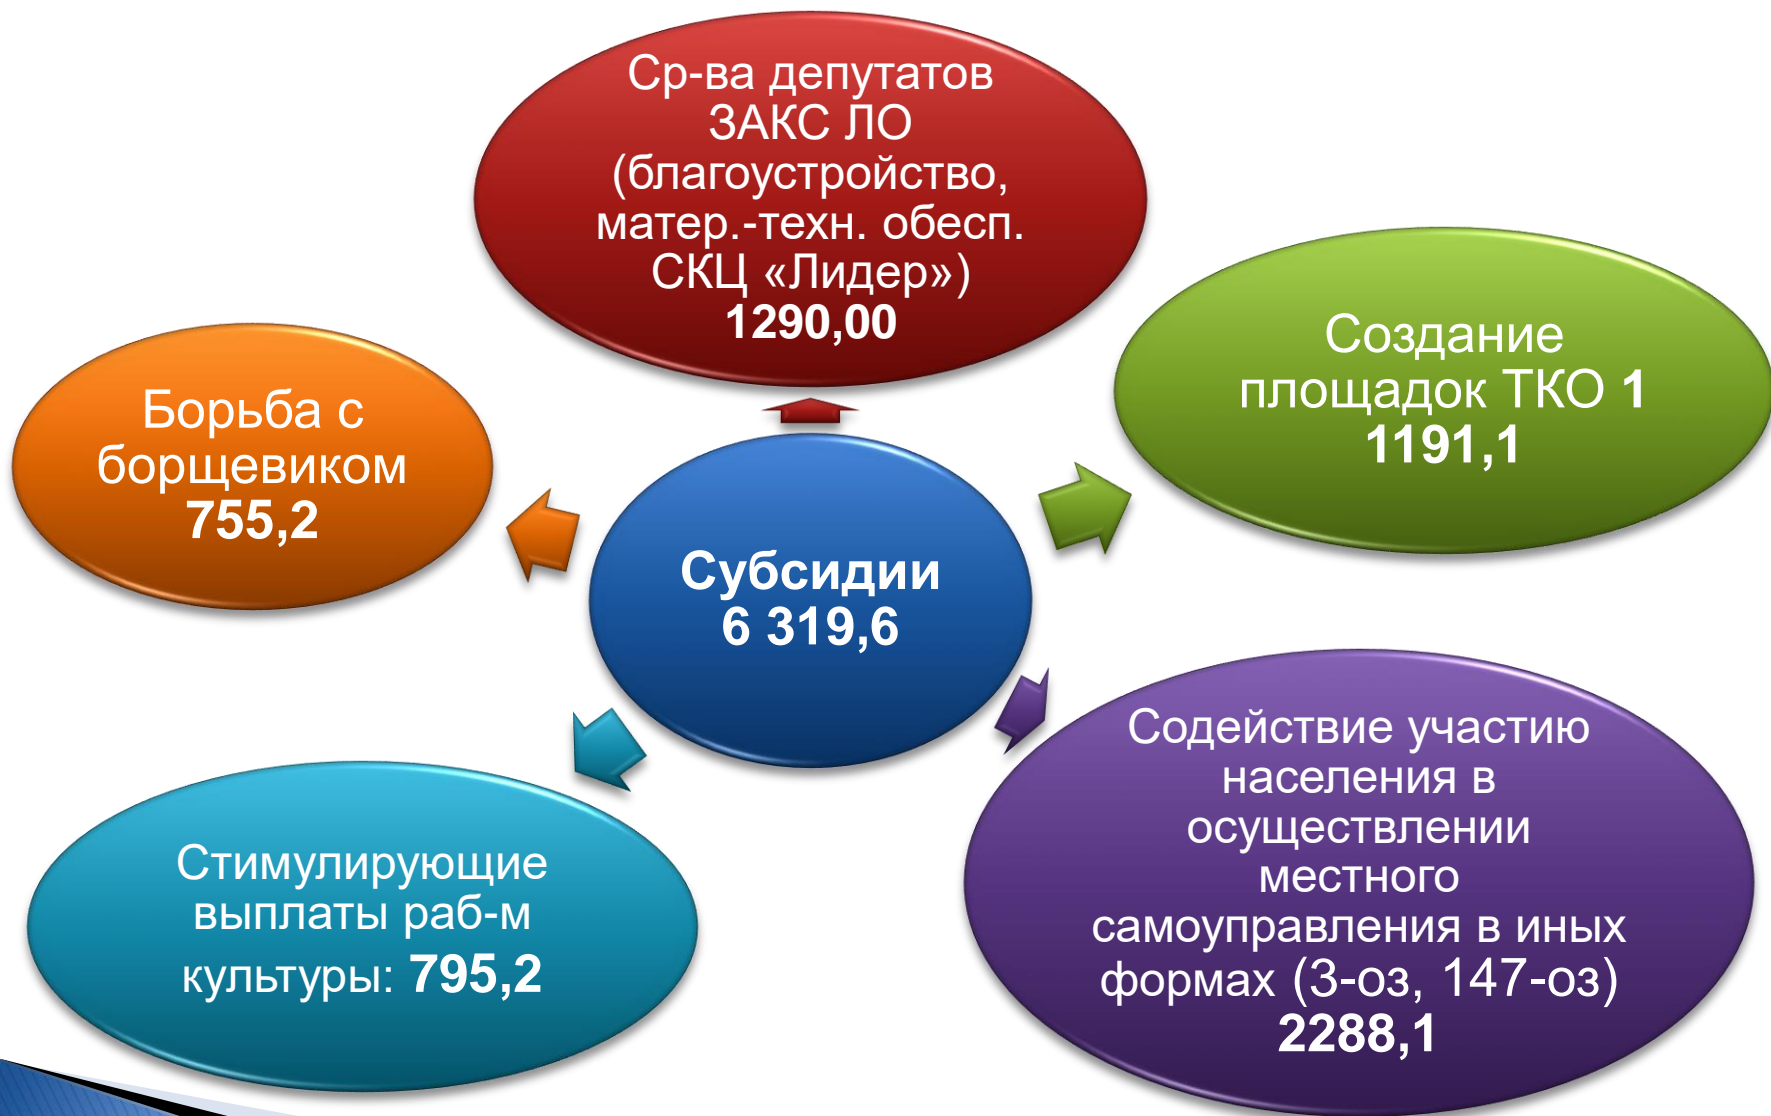 Ср-ва депутатов
ЗАКС ЛО
(благоустройство,
матер.-техн. обесп.
СКЦ «Лидер»)
1290,00
Создание
площадок ТКО 1
1191,1
Борьба с
борщевиком
755,2
Субсидии
6 319,6
Содействие участию
населения в
осуществлении
местного
самоуправления в иных
формах (3-оз, 147-оз)
2288,1
Стимулирующие
выплаты раб-м
культуры: 795,2